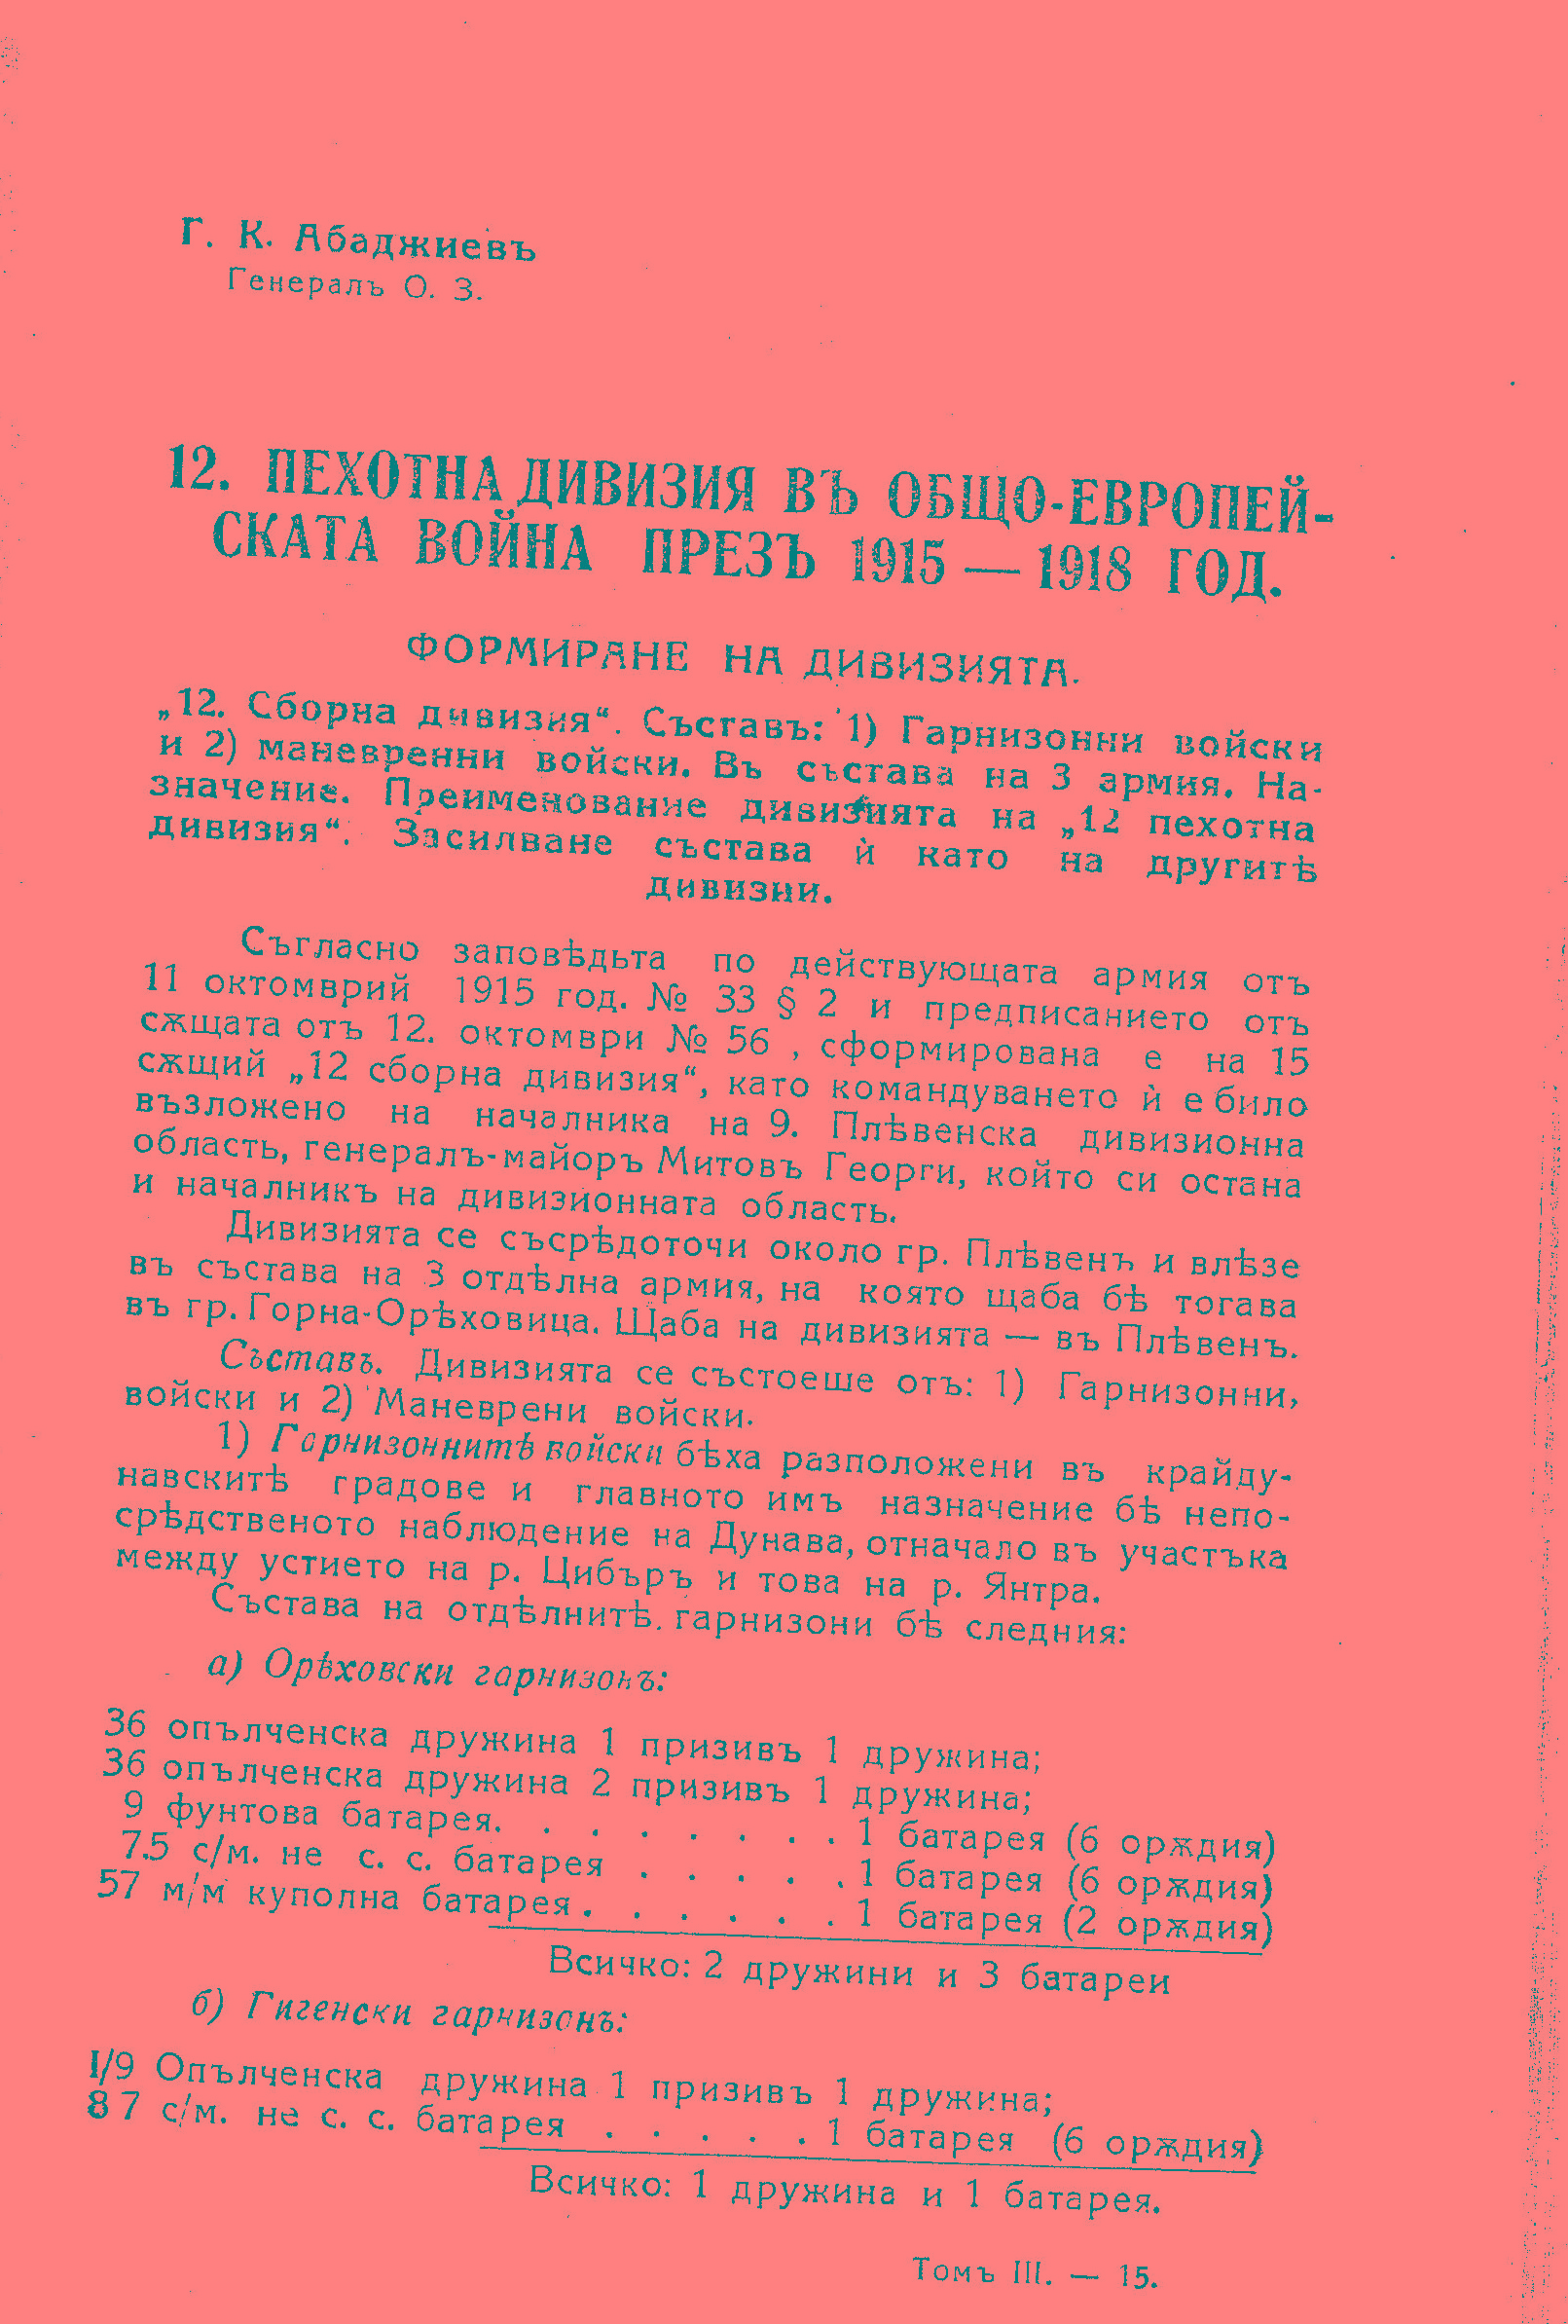 Г. К. Абаджиевъ
Генералъ О. З.
12. ПЕХОТНА ДИВИЗИЯ ВЪ ОБЩО-ЕВРОПЕЙ-
СКАТА ВОЙНА ПРЕЗЪ 1915 — 1918 ГОД.
ФОРМИРАНЕ НА ДИВИЗИЯТА.
„12. Сборна дивизия“. Съставъ: 1) Гарнизонни войски
и 2) маневренни войски. Въ състава на 3 армия. На-
значение. Преименование дивизията на „12 пехотна
дивизия“. Засилване състава ѝ като на другитѣ
дивизии.
Съгласно заповѣдьта по действующата армия отъ
11 октомврий 1915 год. № 33 § 2 и предписанието отъ
сѫщата отъ 12. октомври № 56 , сформирована е на 15
сѫщий „12 сборна дивизия“, като командуването ѝ е било
възложено на началника на 9. Плѣвенска дивизионна
область, генералъ-майоръ Митовъ Георги, който си остана
и началникъ на дивизионната область.
Дивизията се съсрѣдоточи около гр. Плѣвенъ и влѣзе
въ състава на 3 отдѣлна армия, на която щаба бѣ тогава
въ гр. Горна-Орѣховица. Щаба на дивизията — въ Плѣвенъ.
Съставъ. Дивизията се състоеше отъ: 1) Гарнизонни,
войски и 2) Маневрени войски.
1) Гарнизоннитѣ войски бѣха разположени въ крайду-
навскитѣ градове и главното имъ назначение бѣ непо-
срѣдственото наблюдение на Дунава, отначало въ участъка
между устието на р. Цибъръ и това на р. Янтра.
Състава на отдѣлнитѣ гарнизони бѣ следния:
а) Орѣховски гарнизонъ:
36 опълченска дружина 1 призивъ 1 дружина;
36 опълченска дружина 2 призивъ 1 дружина;
9 фунтова батарея. . . . . . . . 1 батарея (6 орѫдия)
7.5 с/м. не с. с. батарея . . . . . 1 батарея (6 орѫдия)
57 м/м куполна батарея . . . . . . 1 батарея (2 орѫдия)
Всичко: 2 дружини и 3 батареи
б) Гигенски гарнизонъ:
I/9 Опълченска дружина 1 призивъ 1 дружина;
8 7 с/м. не с. с. батарея . . . . . 1 батарея (6 орѫдия)
Всичко: 1 дружина и 1 батарея.
Томъ III. — 15.